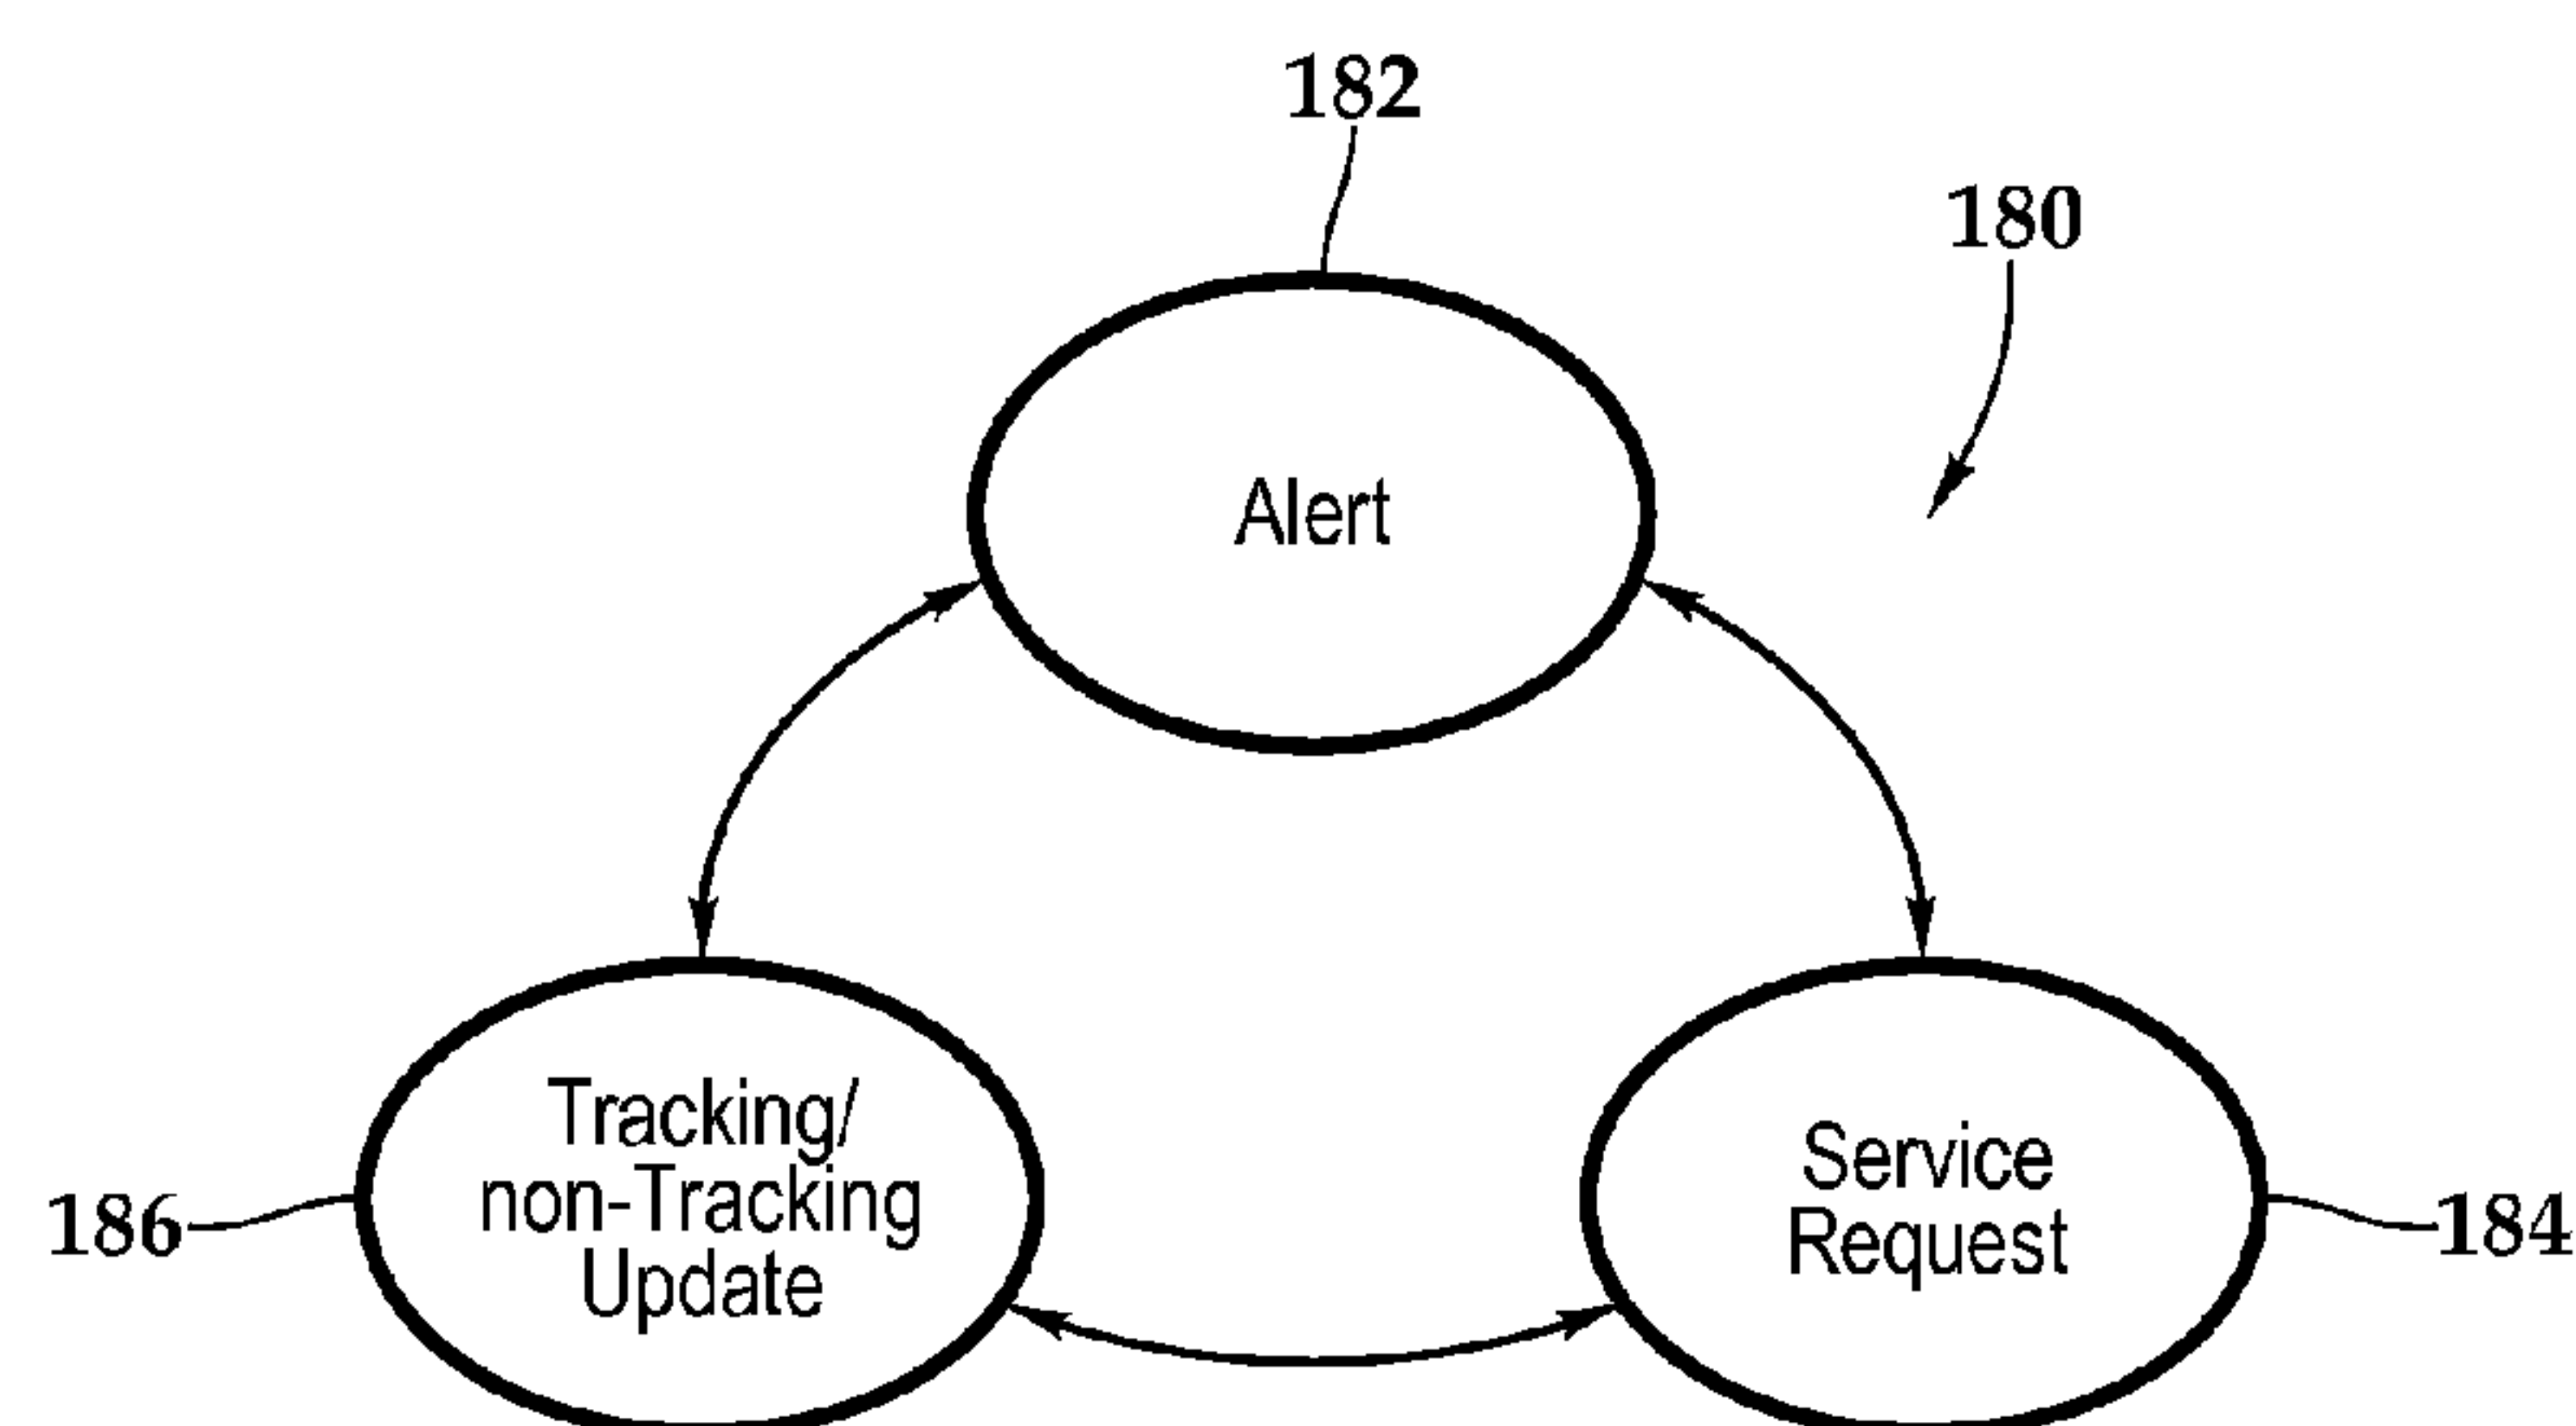 182
180
Alert
Tracking/
non-Tracking
Update
Service
Request
186
184